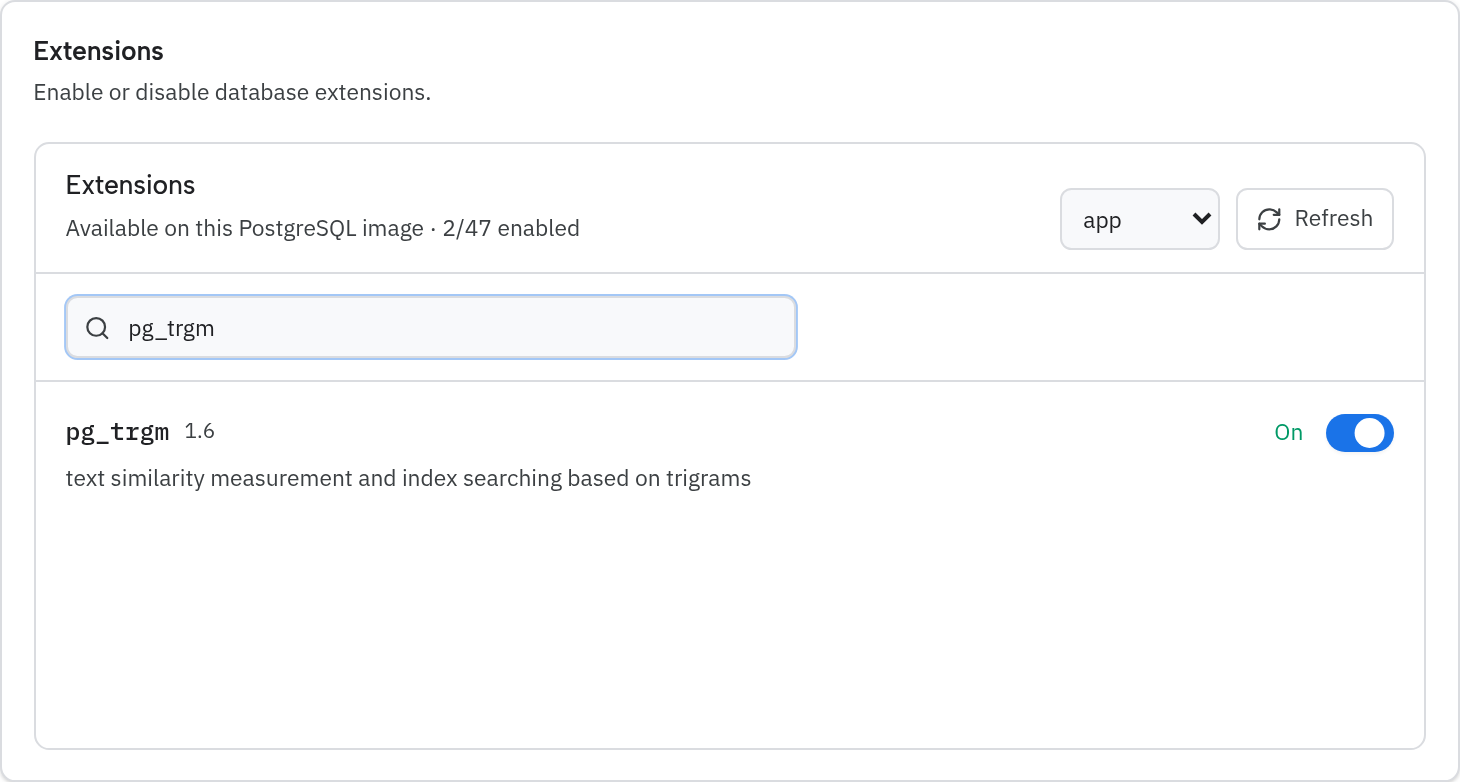 Extensions
Enable or disable database extensions.
Extensions
Available on this PostgreSQL image · 2/47 enabled
app
Refresh
pg_trgm
pg_trgm 1.6
On
text similarity measurement and index searching based on trigrams